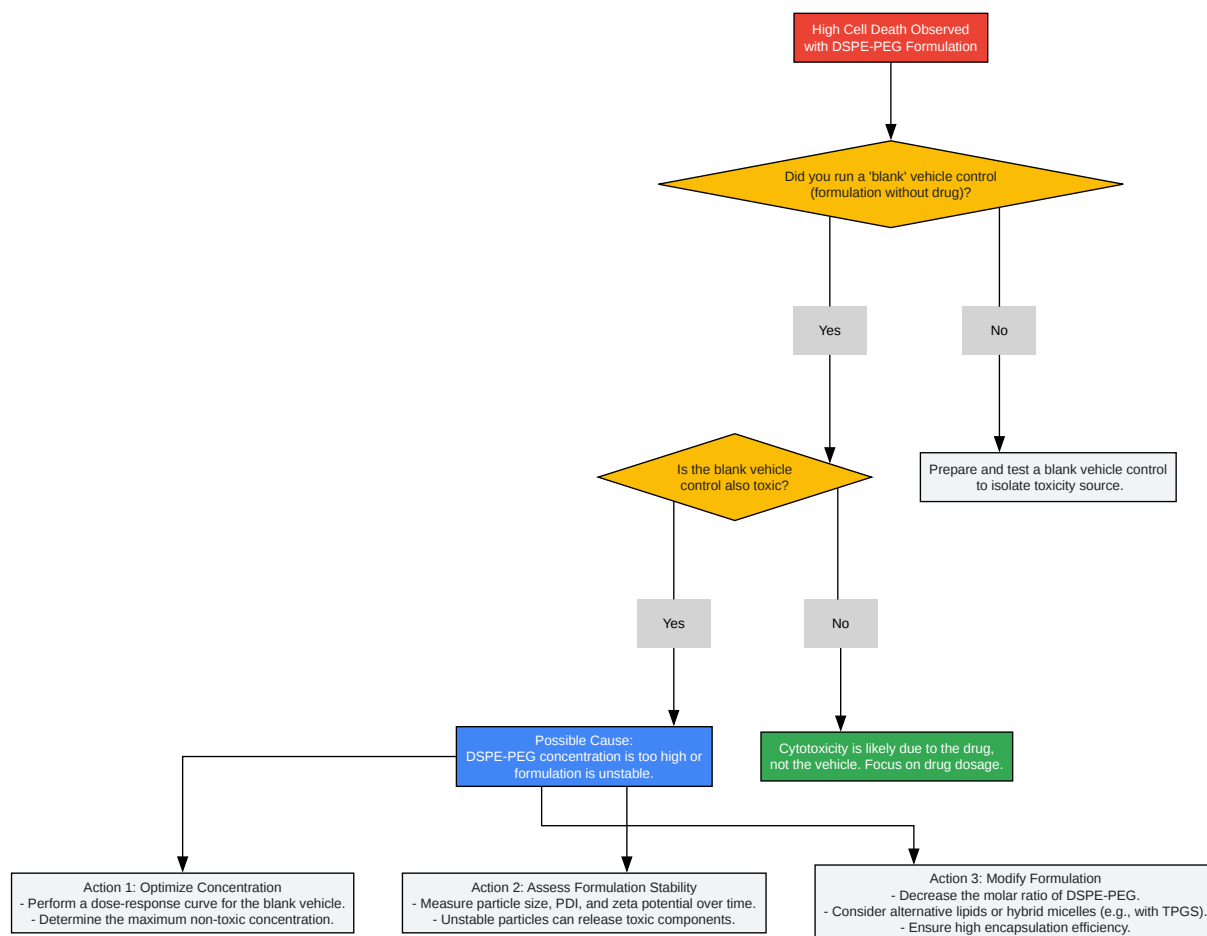 High Cell Death Observed
with DSPE-PEG Formulation
Did you run a 'blank' vehicle control
(formulation without drug)?
Yes
No
Is the blank vehicle
control also toxic?
Prepare and test a blank vehicle control
to isolate toxicity source.
Yes
No
Possible Cause:
DSPE-PEG concentration is too high or
formulation is unstable.
Cytotoxicity is likely due to the drug,
not the vehicle. Focus on drug dosage.
Action 1: Optimize Concentration
- Perform a dose-response curve for the blank vehicle.
- Determine the maximum non-toxic concentration.
Action 2: Assess Formulation Stability
- Measure particle size, PDI, and zeta potential over time.
- Unstable particles can release toxic components.
Action 3: Modify Formulation
- Decrease the molar ratio of DSPE-PEG.
- Consider alternative lipids or hybrid micelles (e.g., with TPGS).
- Ensure high encapsulation efficiency.